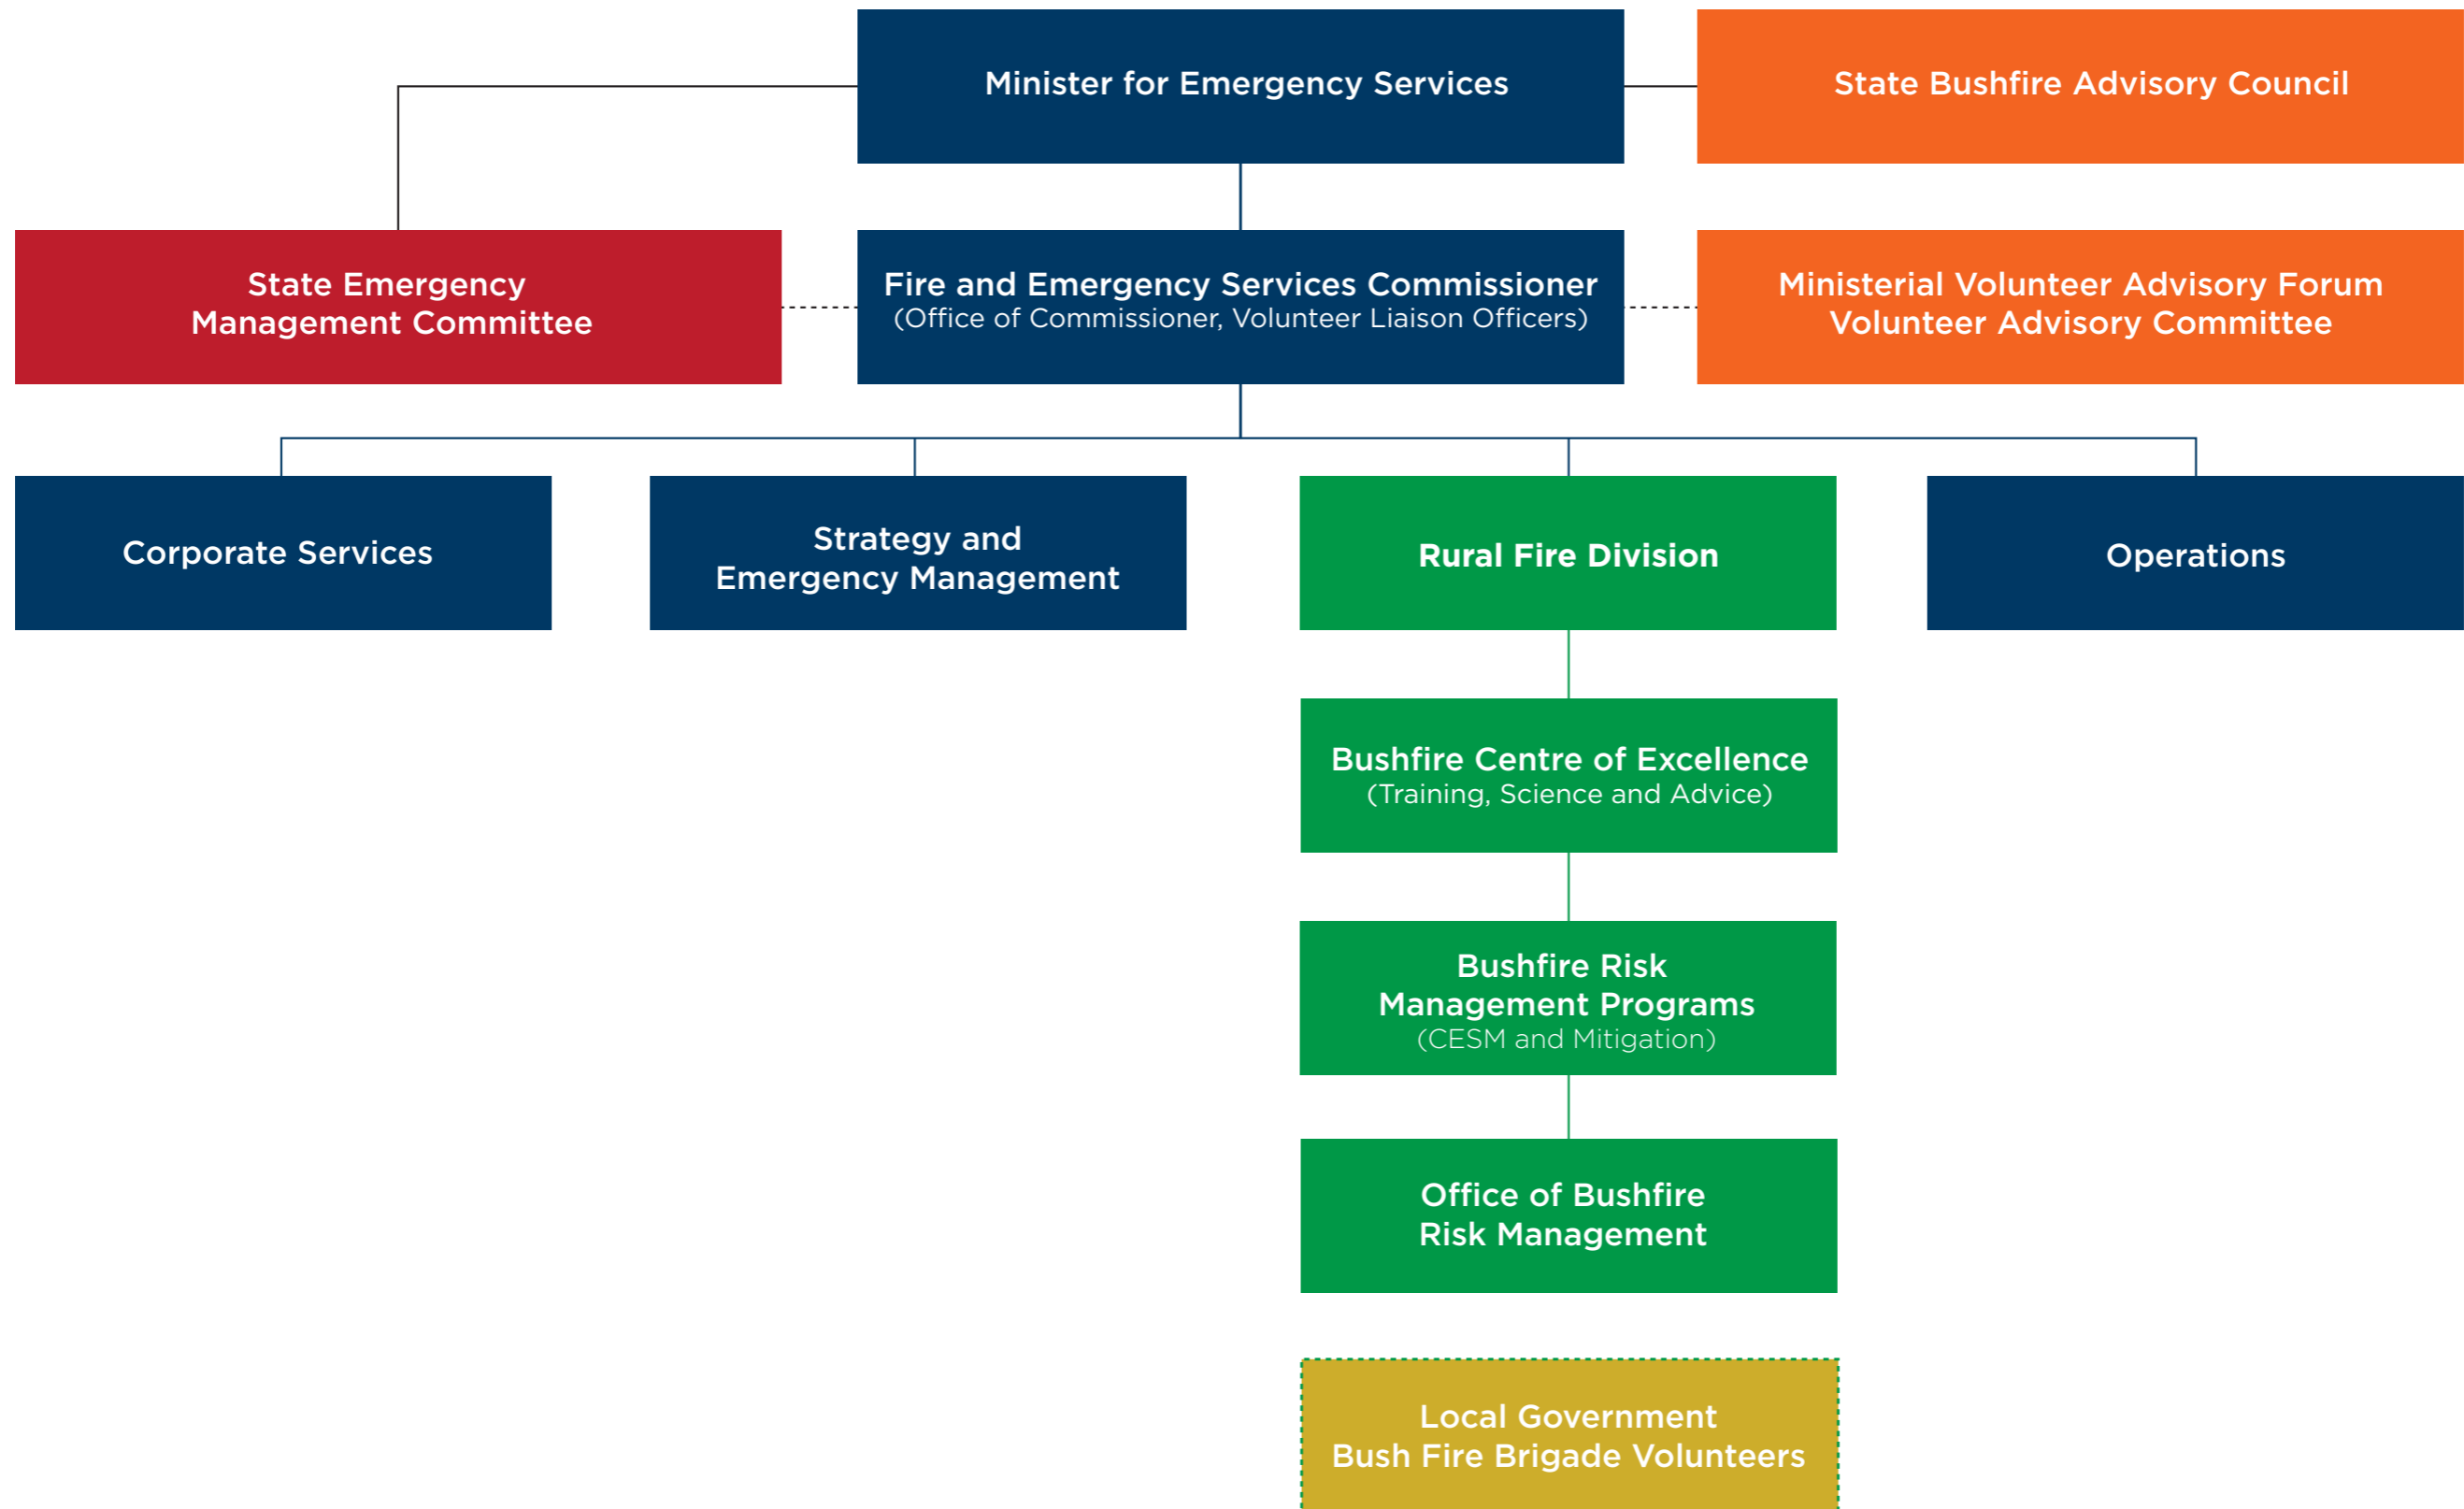 Minister for Emergency Services
State Bushfire Advisory Council
State Emergency
Management Committee
Fire and Emergency Services Commissioner
(Office of Commissioner, Volunteer Liaison Officers)
Ministerial Volunteer Advisory Forum
Volunteer Advisory Committee
Corporate Services
Strategy and
Emergency Management
Rural Fire Division
Operations
Bushfire Centre of Excellence
(Training, Science and Advice)
Bushfire Risk
Management Programs
(CESM and Mitigation)
Office of Bushfire
Risk Management
Local Government
Bush Fire Brigade Volunteers